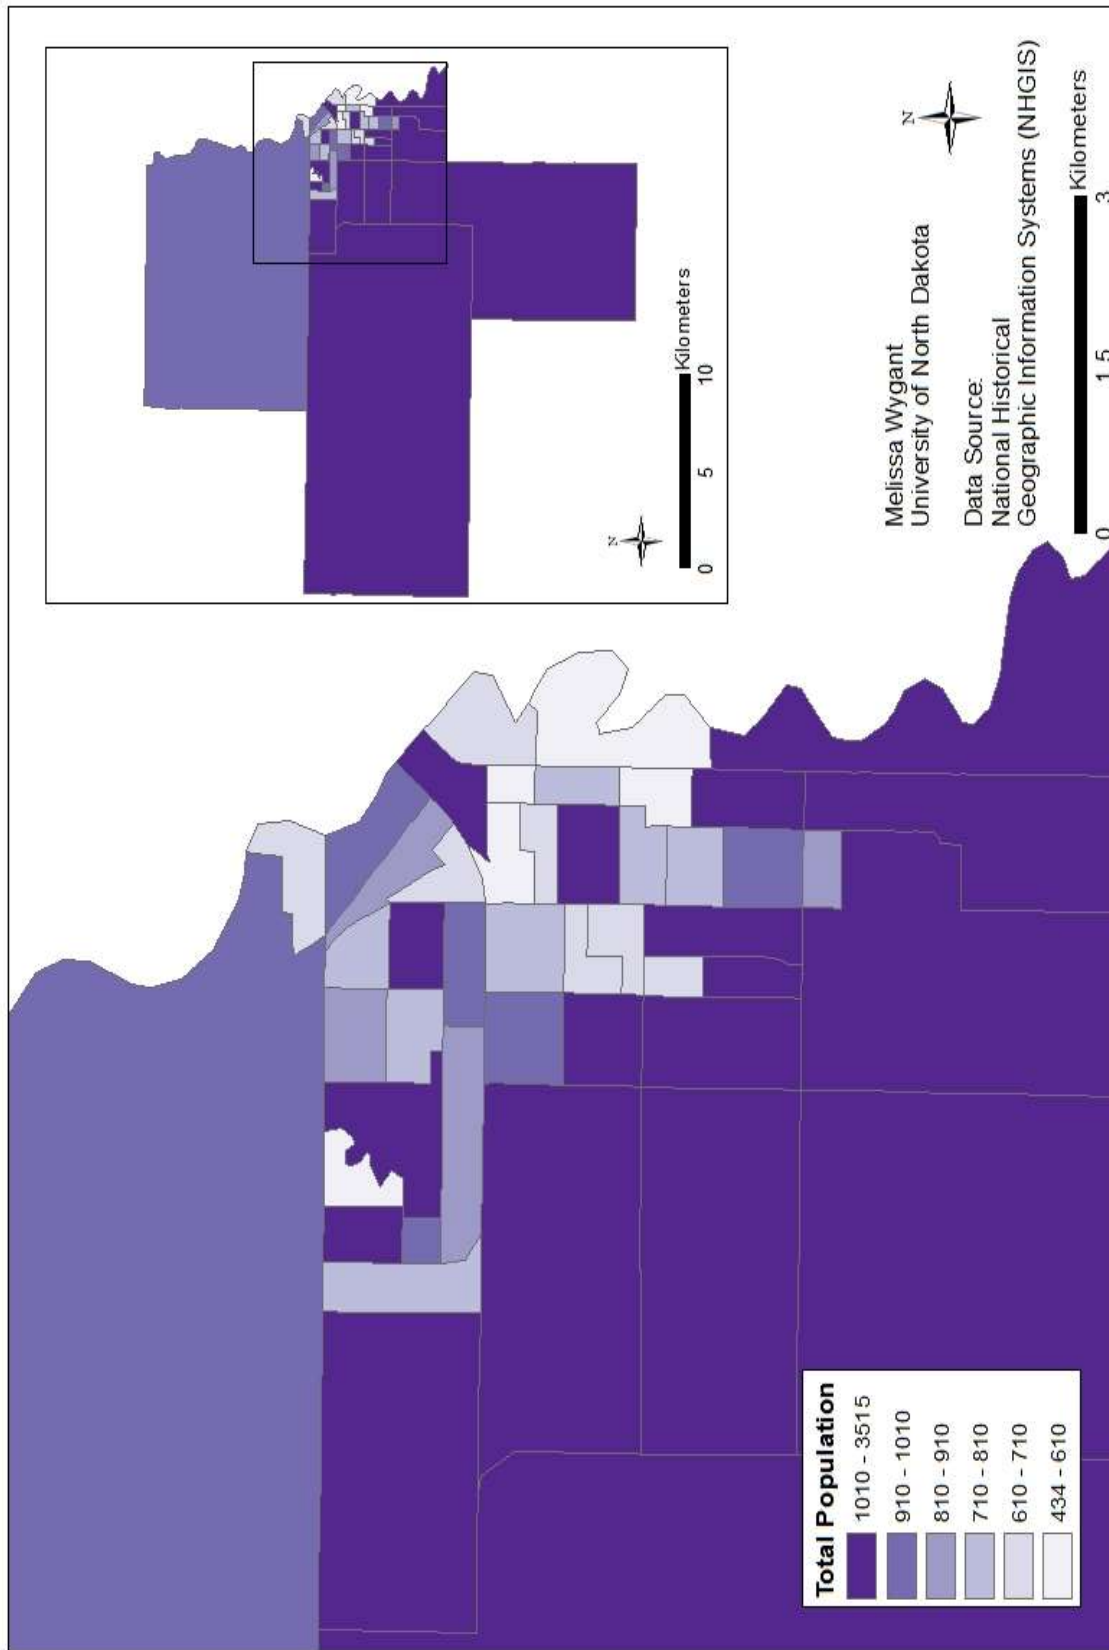 N
0 5 10
Kilometers
N
Melissa Wygant
University of North Dakota
Data Source:
National Historical
Geographic Information Systems (NHGIS)
Kilometers
0 1.5 3
Total Population
1010 - 3515
910 - 1010
810 - 910
710 - 810
610 - 710
434 - 610